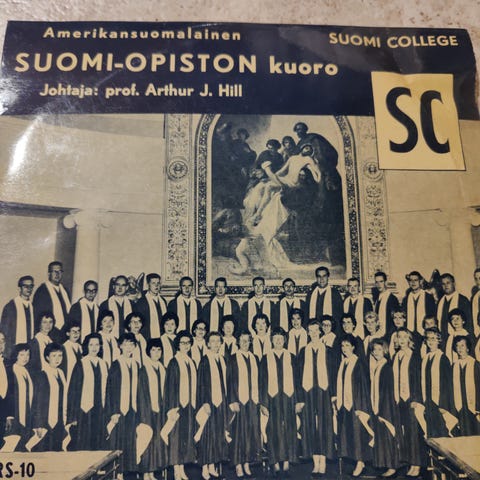 Amerikansuomalainen
SUOMI COLLEGE
SUOMI-OPISTON kuoro
Johtaja: prof. Arthur J. Hill
SC
RS-10